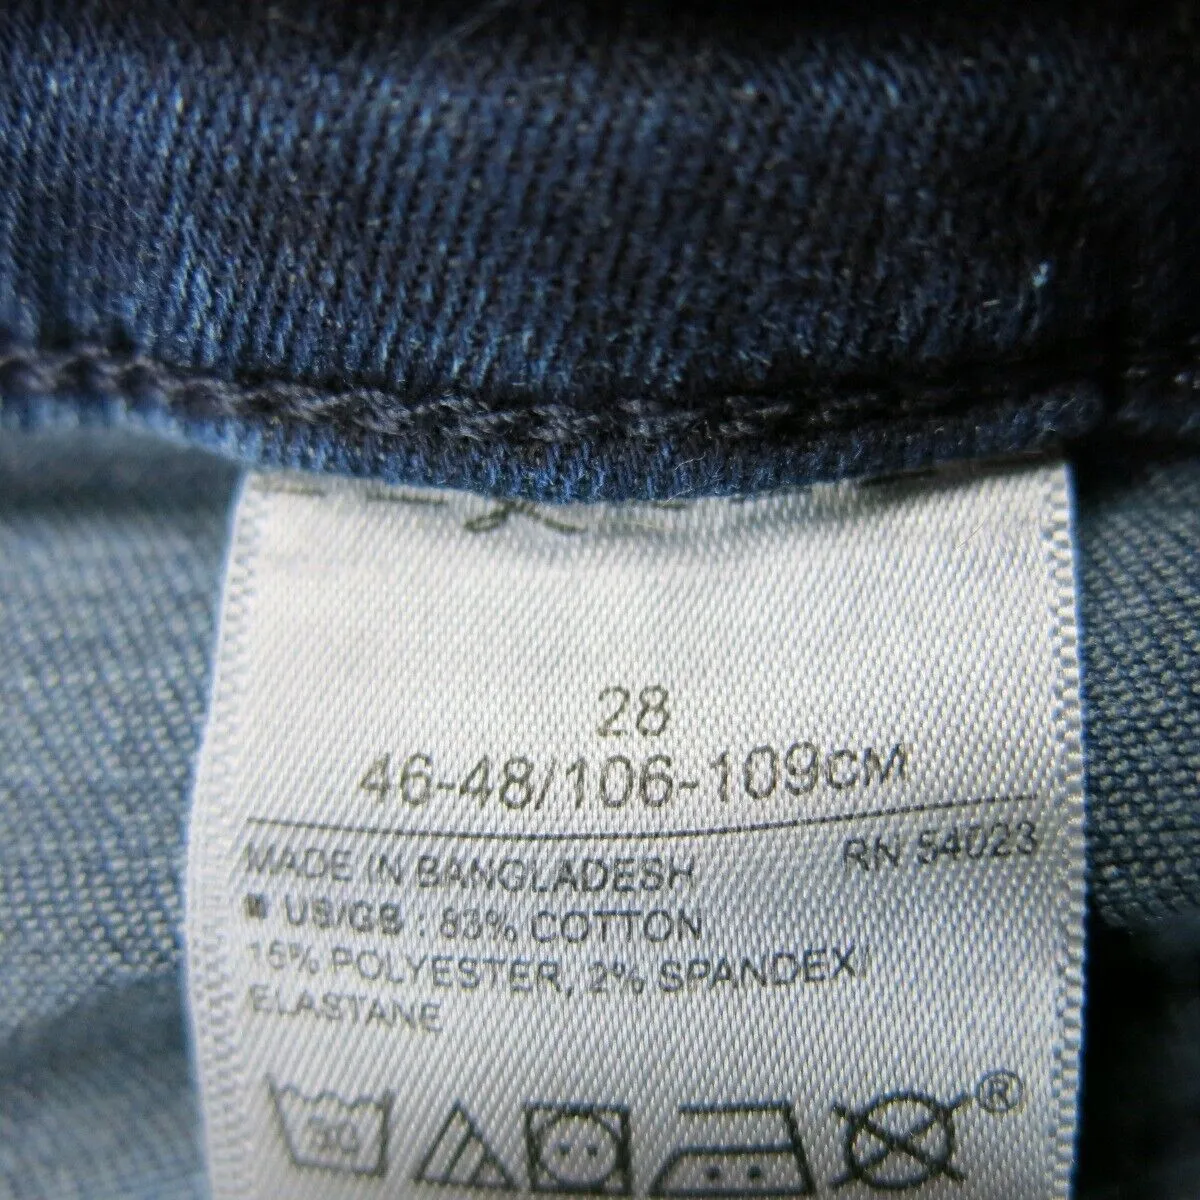 28
46-48/106-109CM
MADE IN BANGLADESH RN 54023
US/GB : 83% COTTON
15% POLYESTER, 2% SPANDEX/
ELASTANE
30
®